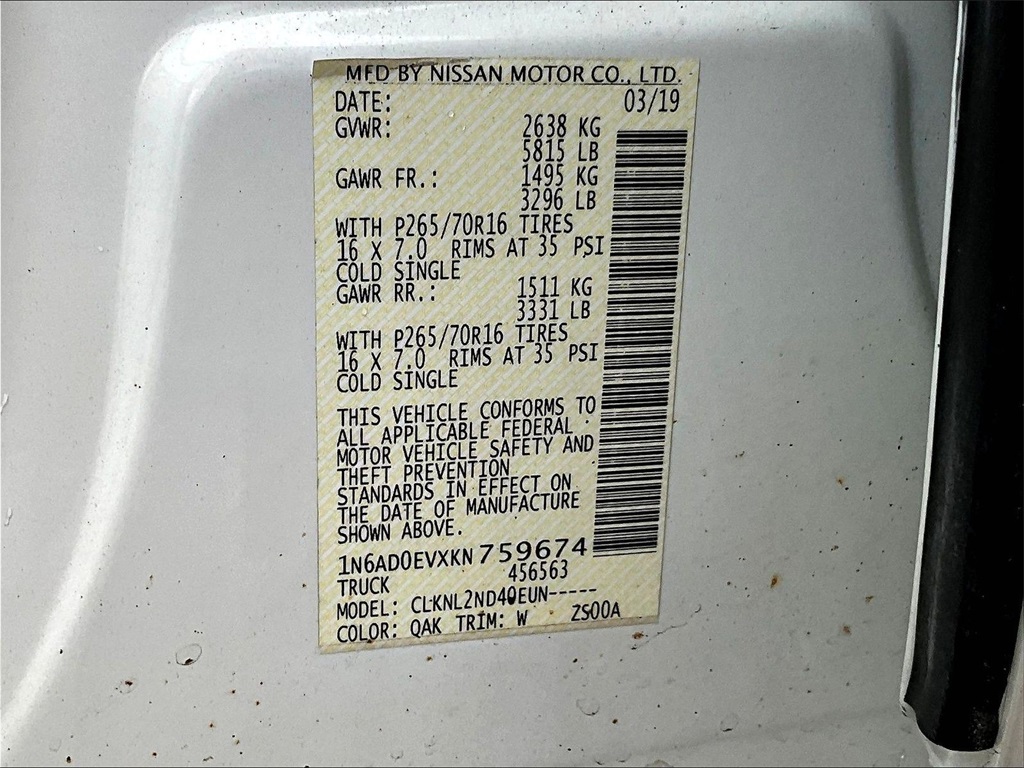 MFD BY NISSAN MOTOR CO., LTD.
DATE: 03/19
GVWR: 2638 KG
5815 LB
GAWR FR.: 1495 KG
3296 LB
WITH P265/70R16 TIRES
16 X 7.0 RIMS AT 35 PSI
COLD SINGLE
GAWR RR.: 1511 KG
3331 LB
WITH P265/70R16 TIRES
16 X 7.0 RIMS AT 35 PSI
COLD SINGLE
THIS VEHICLE CONFORMS TO
ALL APPLICABLE FEDERAL
MOTOR VEHICLE SAFETY AND
THEFT PREVENTION
STANDARDS IN EFFECT ON
THE DATE OF MANUFACTURE
SHOWN ABOVE.
1N6AD0EVXKN 759674
TRUCK 456563
MODEL: CLKNL2ND40EUN-----
COLOR: QAK TRIM: W ZS00A